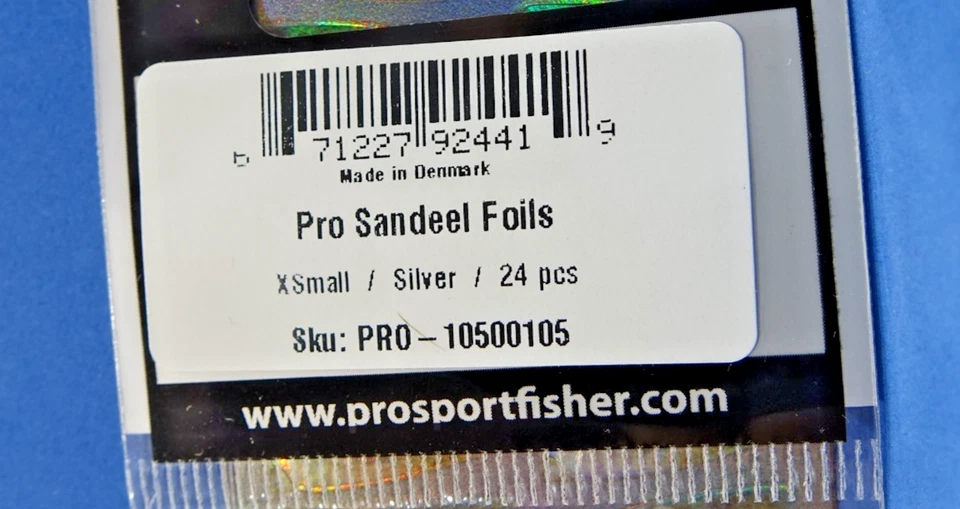 6 71227 92441 9
Made in Denmark
Pro Sandeel Foils
XSmall / Silver / 24 pcs
Sku: PRO - 10500105
www.prosportfisher.com